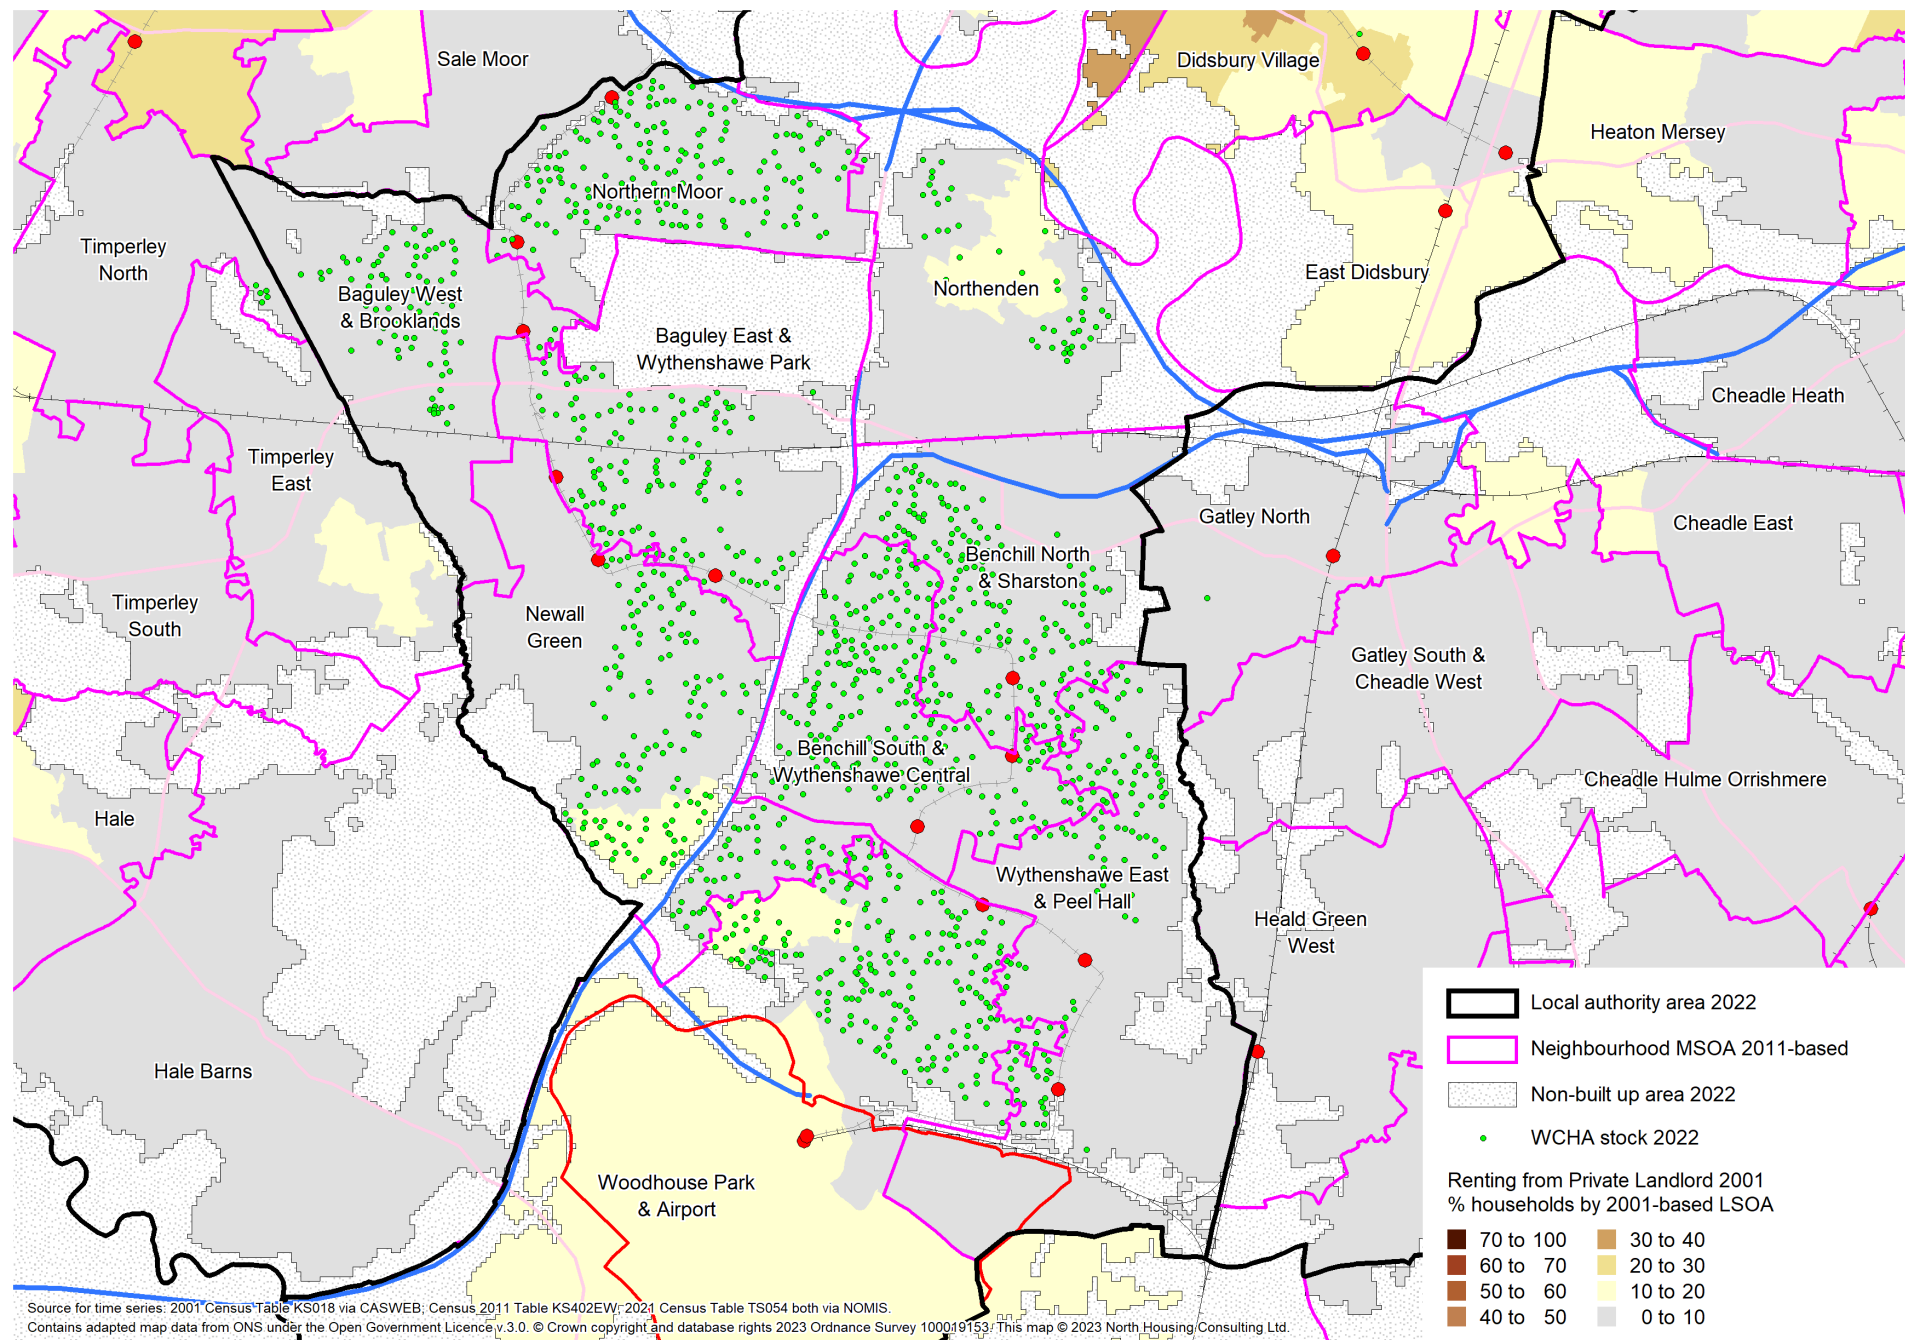 Sale Moor
Didsbury Village
Heaton Mersey
Northern Moor
Timperley
North
East Didsbury
Baguley West
& Brooklands
Northenden
Baguley East &
Wythenshawe Park
Cheadle Heath
Timperley
East
Gatley North
Cheadle East
Benchill North
& Sharston
Timperley
South
Newall
Green
Gatley South &
Cheadle West
Benchill South &
Wythenshawe Central
Cheadle Hulme Orrishmere
Hale
Wythenshawe East
& Peel Hall
Heald Green
West
Hale Barns
Woodhouse Park
& Airport
Local authority area 2022
Neighbourhood MSOA 2011-based
Non-built up area 2022
WCHA stock 2022
Renting from Private Landlord 2001
% households by 2001-based LSOA
70 to 100
60 to 70
50 to 60
40 to 50
30 to 40
20 to 30
10 to 20
0 to 10
Source for time series: 2001 Census Table KS018 via CASWEB; Census 2011 Table KS402EW; 2021 Census Table TS054 both via NOMIS.
Contains adapted map data from ONS under the Open Government Licence v.3.0. © Crown copyright and database rights 2023 Ordnance Survey 100019153. This map © 2023 North Housing Consulting Ltd.